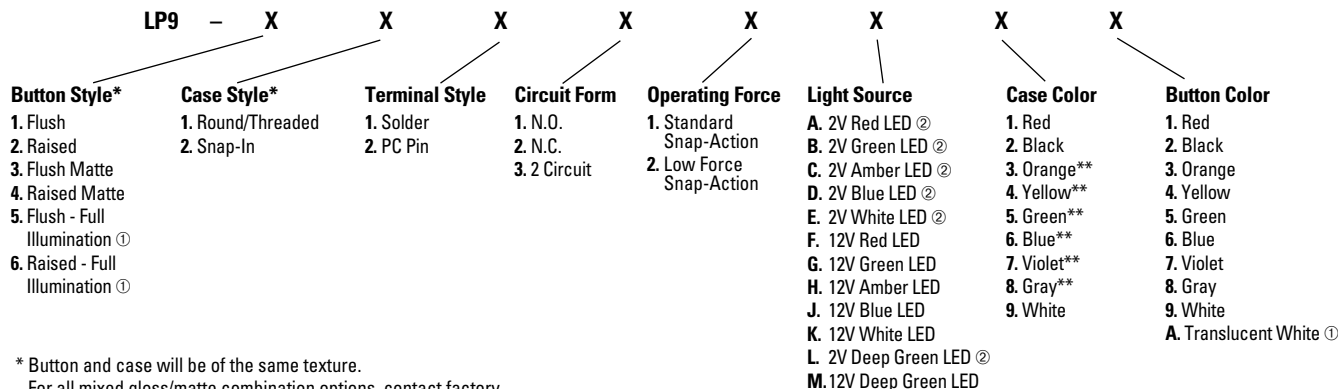 LP9 – X X X X X X X X
Button Style*
1. Flush
2. Raised
3. Flush Matte
4. Raised Matte
5. Flush - Full
Illumination ①
6. Raised - Full
Illumination ①
Case Style*
1. Round/Threaded
2. Snap-In
Terminal Style
1. Solder
2. PC Pin
Circuit Form
1. N.O.
2. N.C.
3. 2 Circuit
Operating Force
1. Standard
Snap-Action
2. Low Force
Snap-Action
Light Source
A. 2V Red LED ②
B. 2V Green LED ②
C. 2V Amber LED ②
D. 2V Blue LED ②
E. 2V White LED ②
F. 12V Red LED
G. 12V Green LED
H. 12V Amber LED
J. 12V Blue LED
K. 12V White LED
L. 2V Deep Green LED ②
M. 12V Deep Green LED
Case Color
1. Red
2. Black
3. Orange**
4. Yellow**
5. Green**
6. Blue**
7. Violet**
8. Gray**
9. White
Button Color
1. Red
2. Black
3. Orange
4. Yellow
5. Green
6. Blue
7. Violet
8. Gray
9. White
A. Translucent White ①
* Button and case will be of the same texture.
For all mixed gloss/matte combination options, contact factory